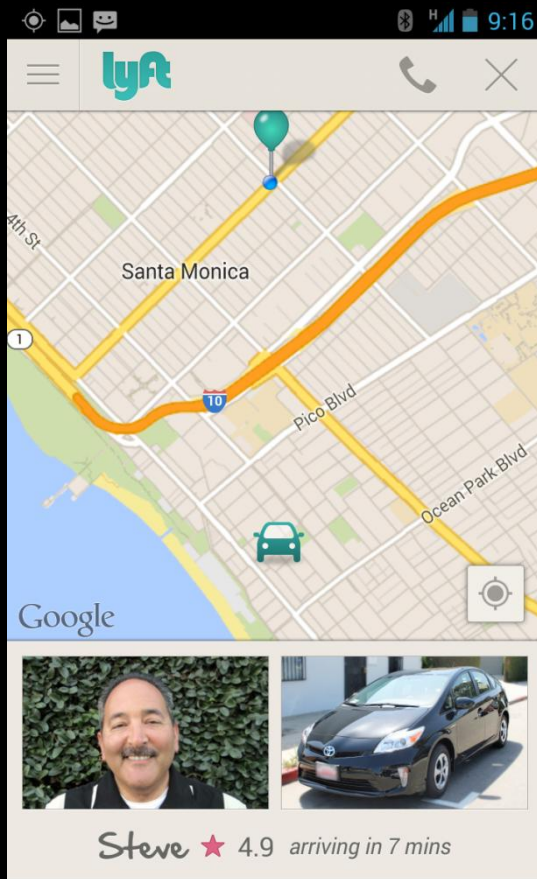 H 9:16
lyft
4th St
Santa Monica
1
10
Pico Blvd
Ocean Park Blvd
Google
Steve ★ 4.9 arriving in 7 mins